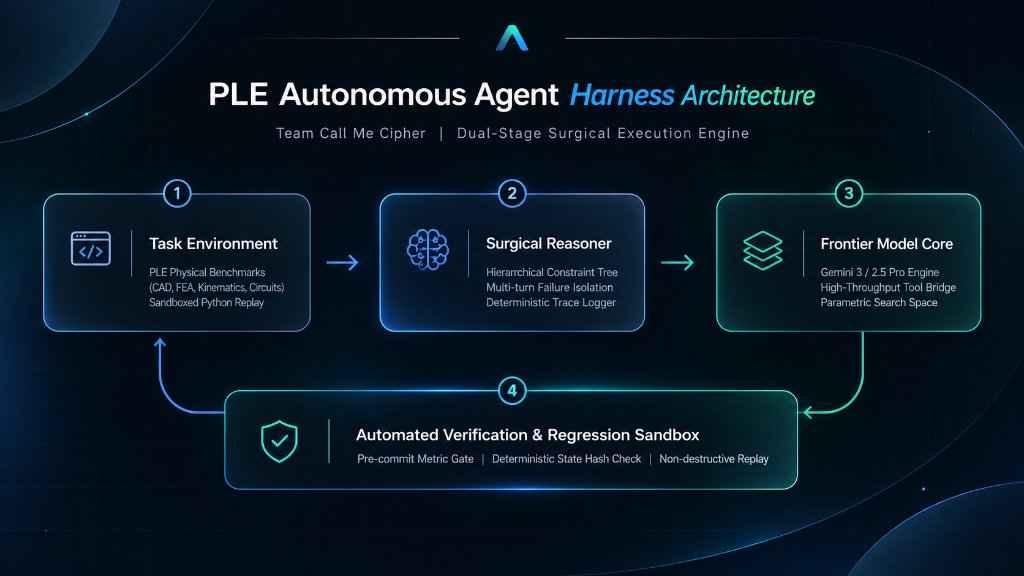 PLE Autonomous Agent Harness Architecture
Team Call Me Cipher | Dual-Stage Surgical Execution Engine
1
Task Environment
PLE Physical Benchmarks
(CAD, FEA, Kinematics, Circuits)
Sandboxed Python Replay
2
Surgical Reasoner
Hierarchical Constraint Tree
Multi-turn Failure Isolation
Deterministic Trace Logger
3
Frontier Model Core
Gemini 3 / 2.5 Pro Engine
High-Throughput Tool Bridge
Parametric Search Space
4
Automated Verification & Regression Sandbox
Pre-commit Metric Gate | Deterministic State Hash Check | Non-destructive Replay